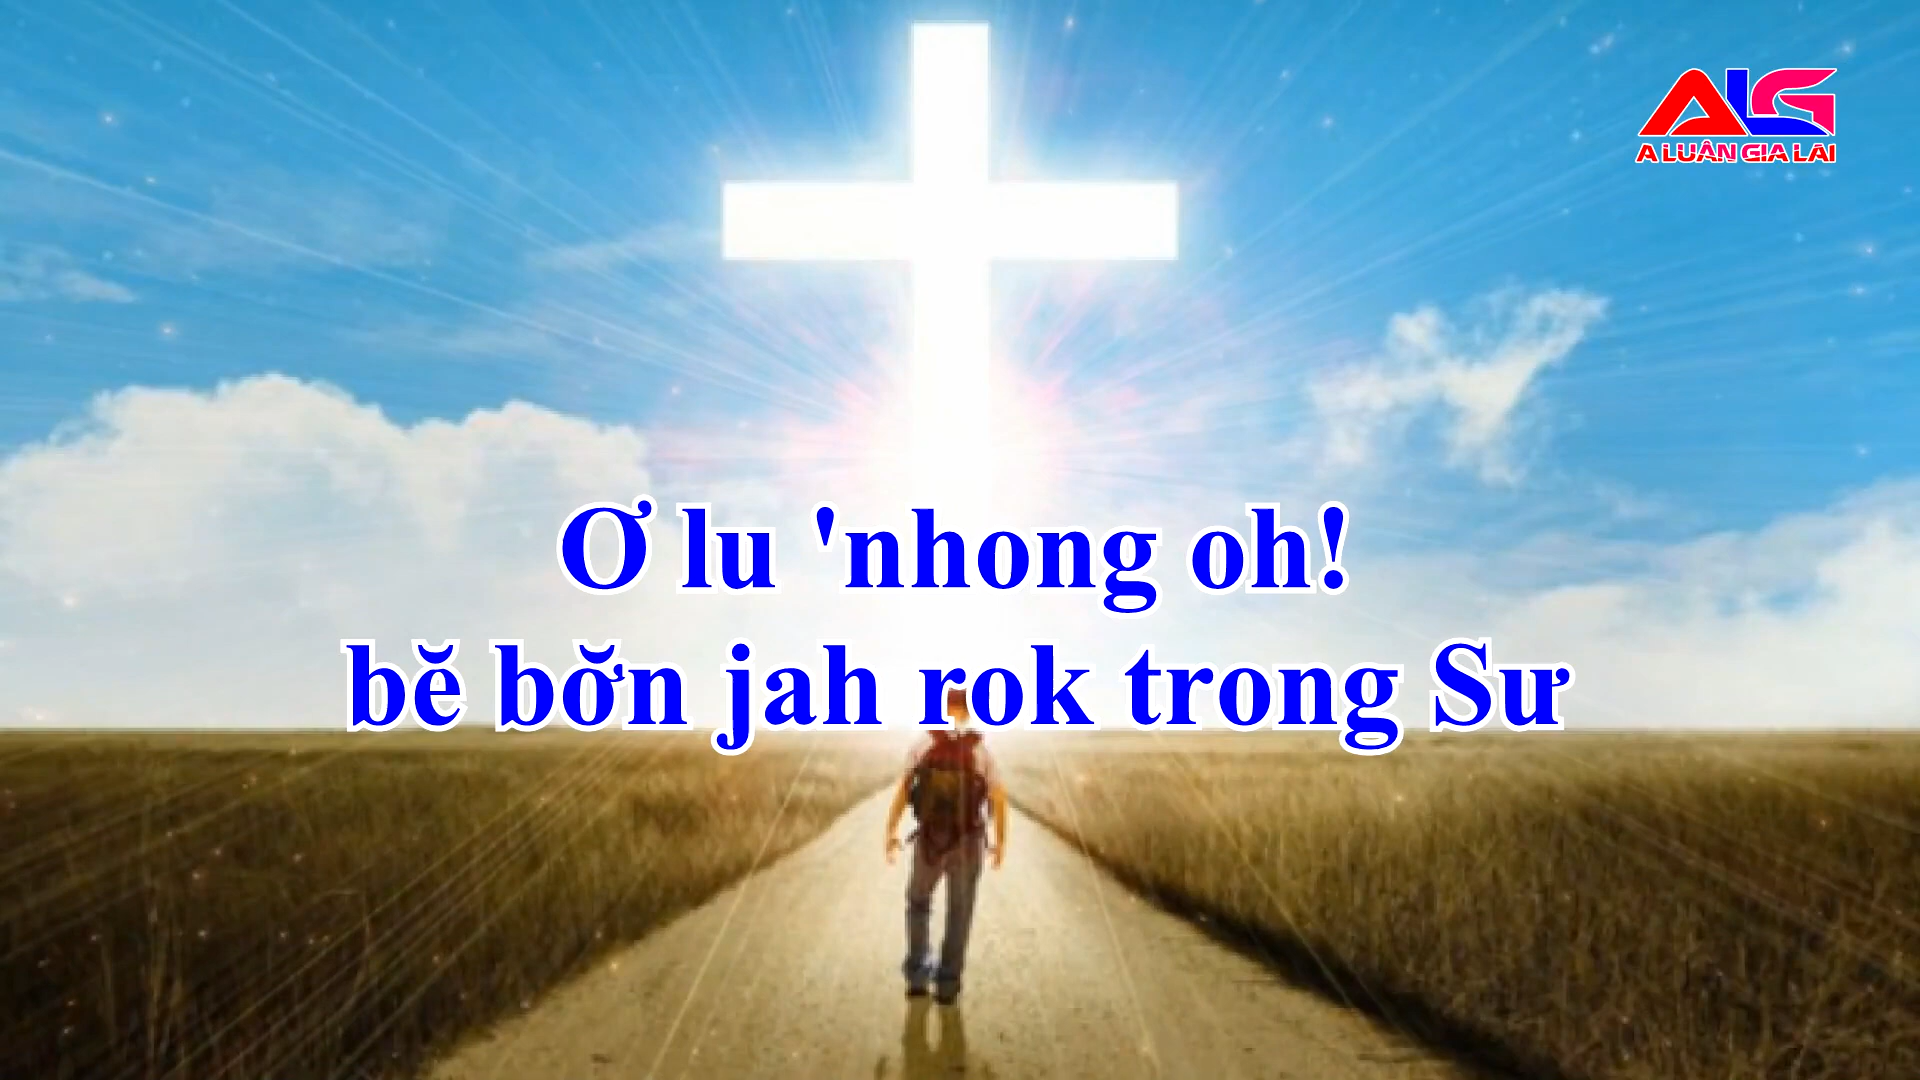 ALG
A LUÂN GIA LAI
Ơ lu 'nhong oh!
bĕ bơ̆n jah rok trong Sư